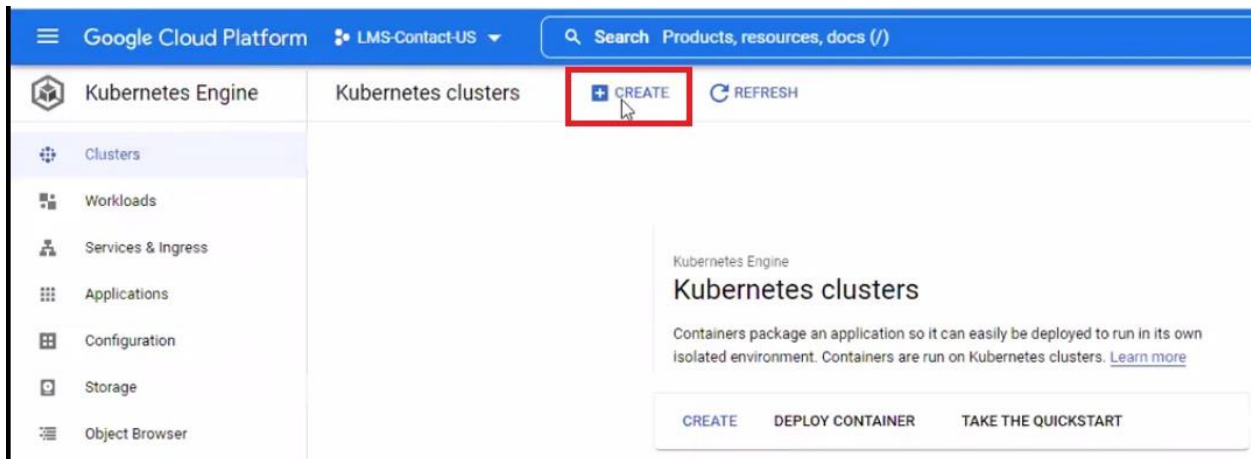 Google Cloud Platform LMS-Contact-US Search Products, resources, docs (/)
Kubernetes Engine Kubernetes clusters CREATE REFRESH
Clusters
Workloads
Services & Ingress
Applications
Configuration
Storage
Object Browser
Kubernetes Engine
Kubernetes clusters
Containers package an application so it can easily be deployed to run in its own
isolated environment. Containers are run on Kubernetes clusters. Learn more
CREATE DEPLOY CONTAINER TAKE THE QUICKSTART